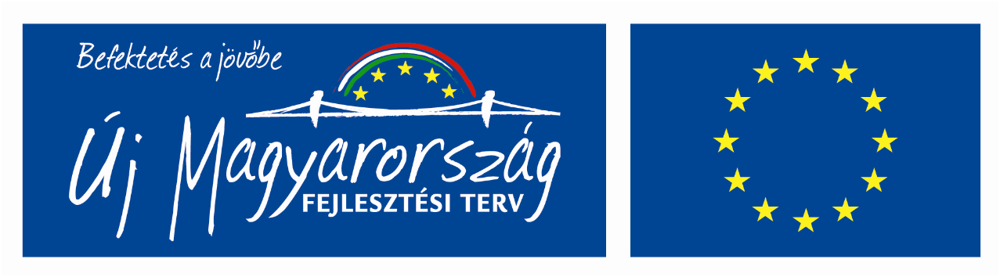 Befektetés a jövőbe
Új Magyarország
FEJLESZTÉSI TERV